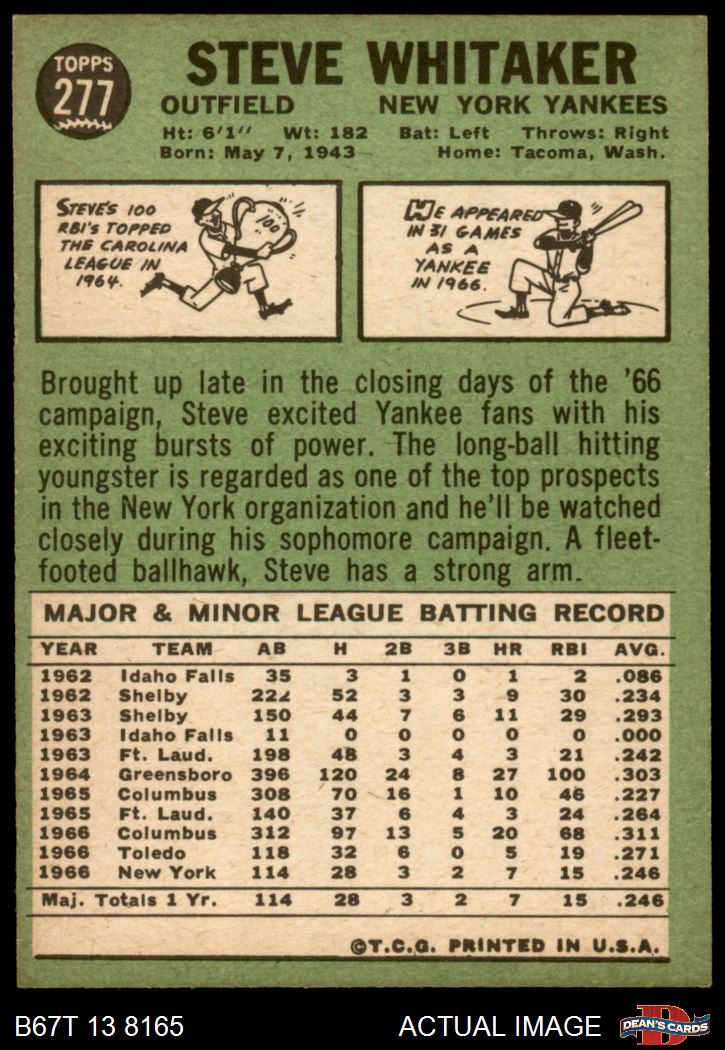 TOPPS
277
STEVE WHITAKER
OUTFIELD NEW YORK YANKEES
Ht: 6'1" Wt: 182 Bat: Left Throws: Right
Born: May 7, 1943 Home: Tacoma, Wash.
STEVE'S 100
RBI'S TOPPED
THE CAROLINA
LEAGUE IN
1964.
100
HE APPEARED
IN 31 GAMES
AS A
YANKEE
IN 1966.
Brought up late in the closing days of the '66
campaign, Steve excited Yankee fans with his
exciting bursts of power. The long-ball hitting
youngster is regarded as one of the top prospects
in the New York organization and he'll be watched
closely during his sophomore campaign. A fleet-
footed ballhawk, Steve has a strong arm.
MAJOR & MINOR LEAGUE BATTING RECORD
YEAR TEAM AB H 2B 3B HR RBI AVG.
1962 Idaho Falls 35 3 1 0 1 2 .086
1962 Shelby 222 52 3 3 9 30 .234
1963 Shelby 150 44 7 6 11 29 .293
1963 Idaho Falls 11 0 0 0 0 0 .000
1963 Ft. Laud. 198 48 3 4 3 21 .242
1964 Greensboro 396 120 24 8 27 100 .303
1965 Columbus 308 70 16 1 10 46 .227
1965 Ft. Laud. 140 37 6 4 3 24 .264
1966 Columbus 312 97 13 5 20 68 .311
1966 Toledo 118 32 6 0 5 19 .271
1966 New York 114 28 3 2 7 15 .246
Maj. Totals 1 Yr. 114 28 3 2 7 15 .246
©T.C.G. PRINTED IN U.S.A.
B67T 13 8165 ACTUAL IMAGE
D
DEAN'S CARDS